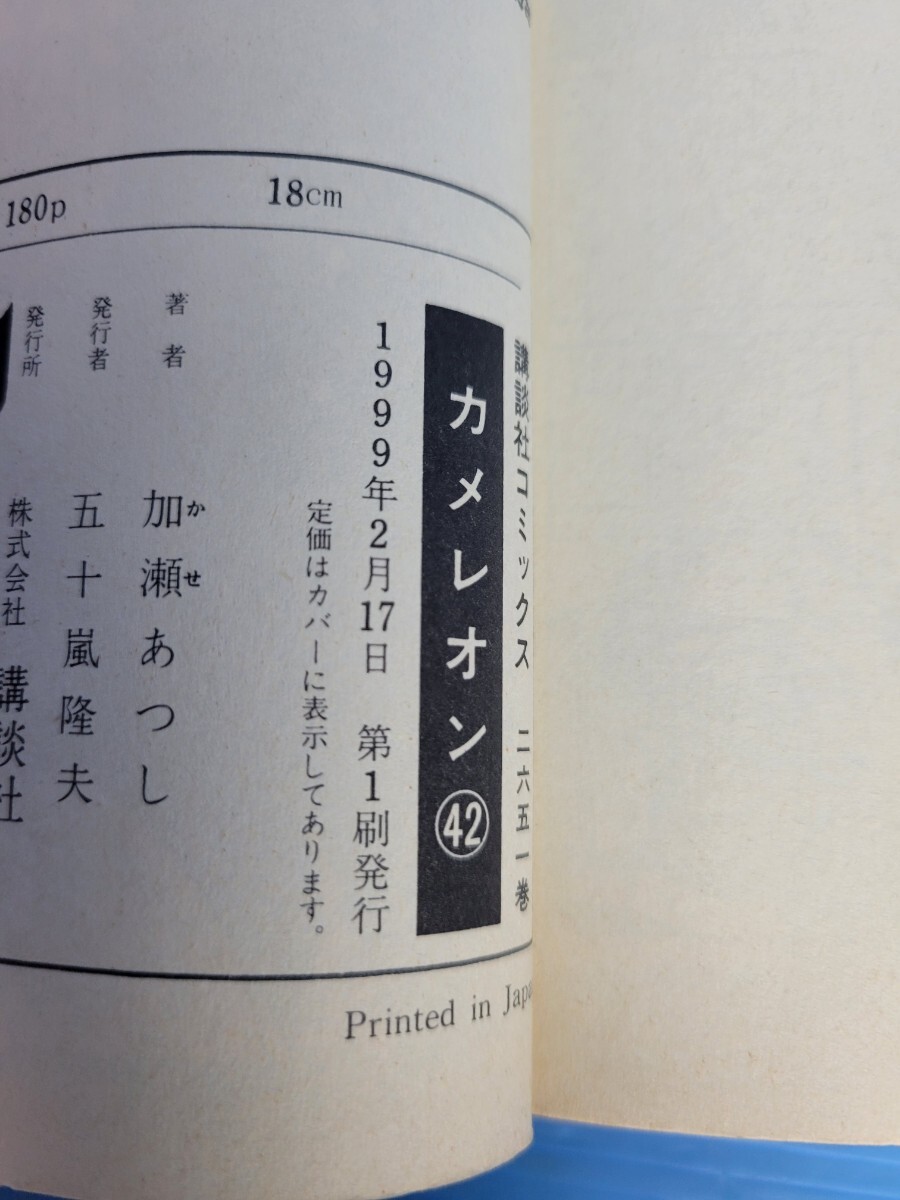 180p 18cm
講談社コミックス 二六五一巻
カメレオン㊷
1999年2月17日 第1刷発行
定価はカバーに表示してあります。
著者 加瀬あつし
かせ
発行者 五十嵐隆夫
発行所 株式会社 講談社
Printed in Japa